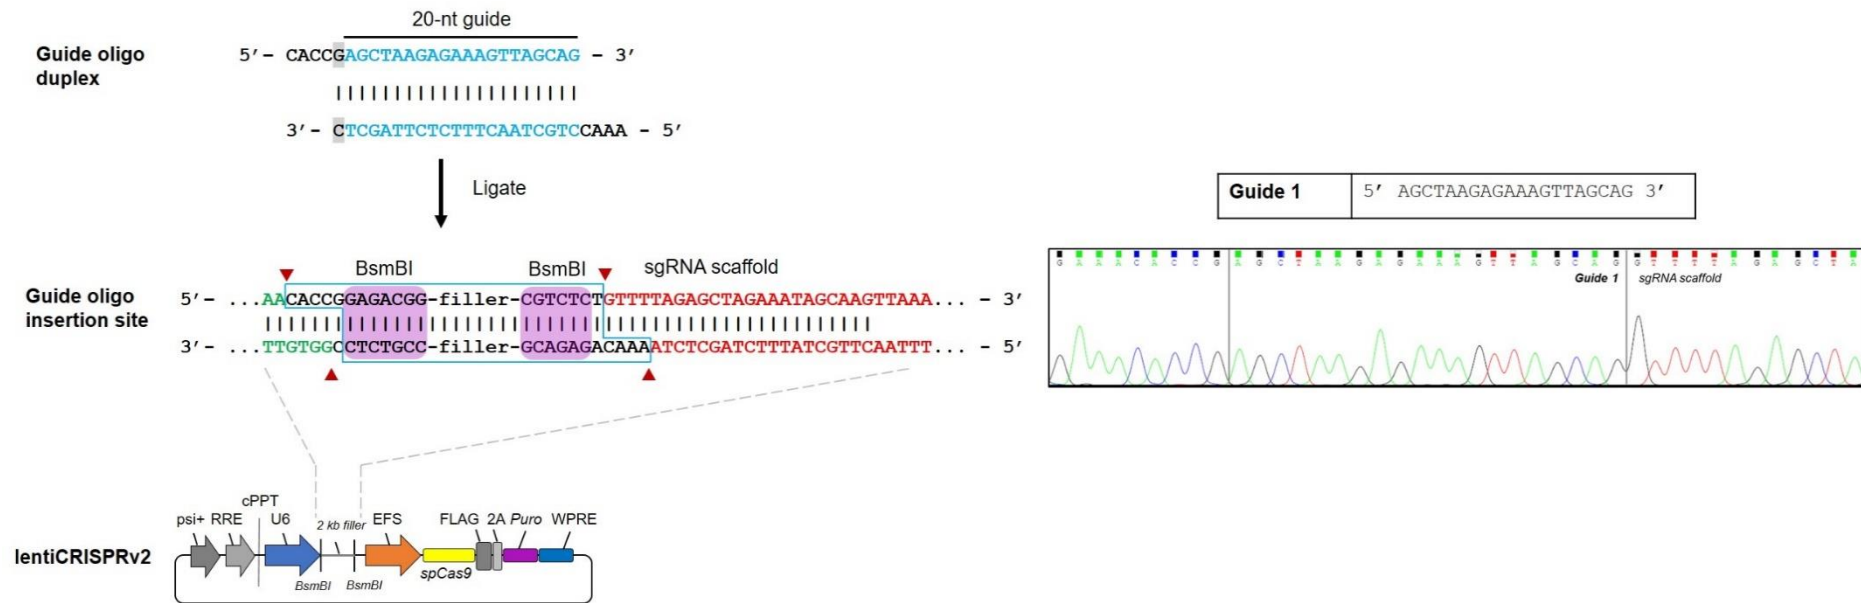 20-nt guide
Guide oligo duplex
5′- CACCGAGCTAAGAGAAAGTTAGCAG - 3′
3′- CTCGATTCTCTTTCAATCGTCCAAA - 5′
Ligate
Guide 1 5′ AGCTAAGAGAAAGTTAGCAG 3′
GAAACACCGAGCTAAGAGAAAGTTAGCAGGTTTTAGAGCTA
Guide 1 sgRNA scaffold
BsmBI BsmBI sgRNA scaffold
Guide oligo insertion site
5′- ...AACACCGGAGACGG-filler-CGTCTCTGTTTTAGAGCTAGAAATAGCAAGTTAAA... - 3′
3′- ...TTGTGGCCTCTGCC-filler-GCAGAGACAAAATCTCGATCTTTATCGTTCAATTT... - 5′
cPPT
psi+ RRE U6 2 kb filler EFS FLAG 2A Puro WPRE
lentiCRISPRv2
BsmBI BsmBI spCas9